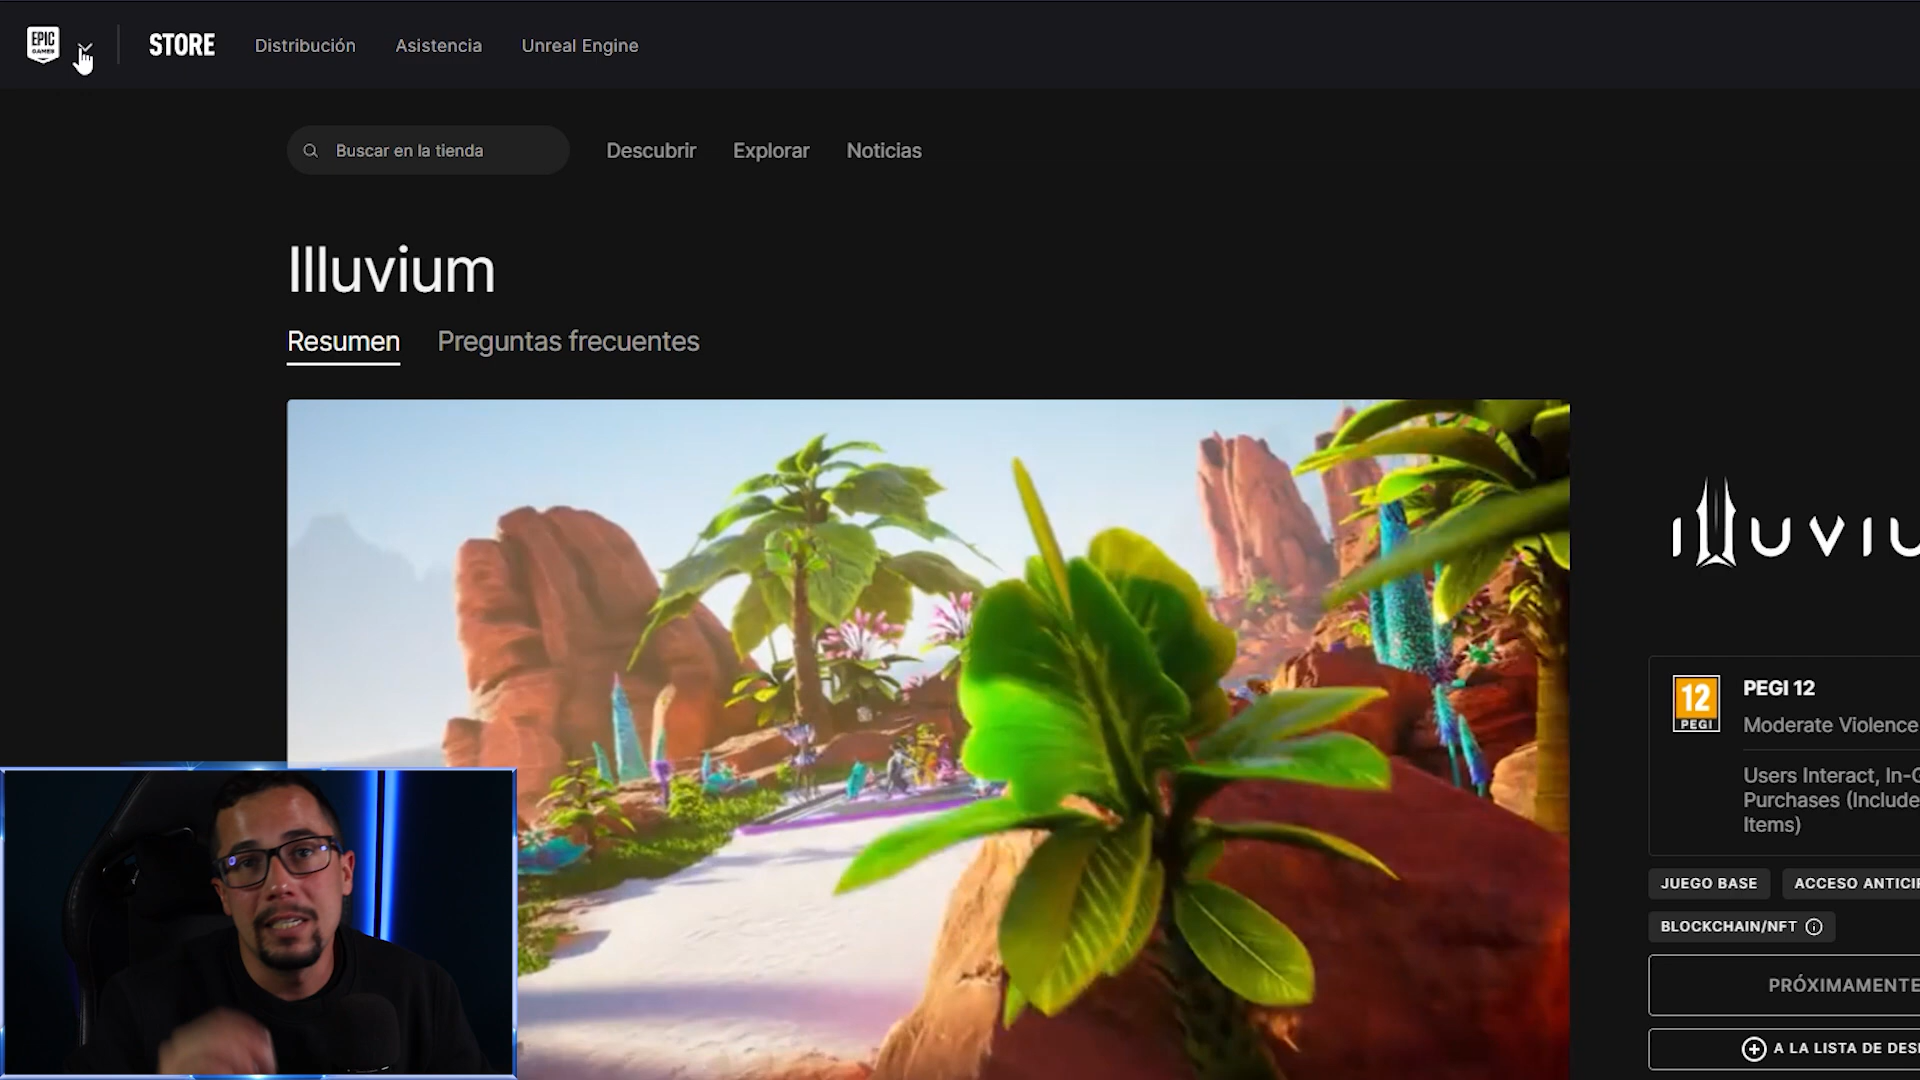 EPIC
GAMES
STORE
Distribución
Asistencia
Unreal Engine
Buscar en la tienda
Descubrir
Explorar
Noticias
Illuvium
Resumen
Preguntas frecuentes
PEGI 12
12
PEGI
Moderate Violence
Users Interact, In-G
Purchases (Include
Items)
JUEGO BASE
ACCESO ANTICI
BLOCKCHAIN/NFT
PRÓXIMAMENTE
A LA LISTA DE DES